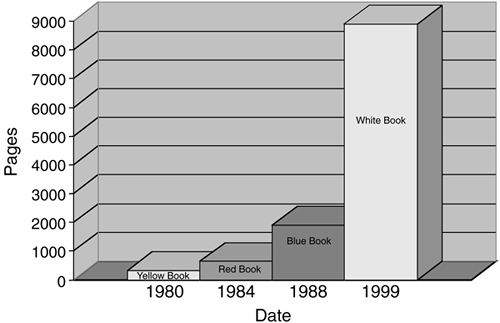 9000
8000
7000
6000
5000
4000
3000
2000
1000
0
Pages
White Book
Blue Book
Red Book
Yellow Book
1980 1984 1988 1999
Date